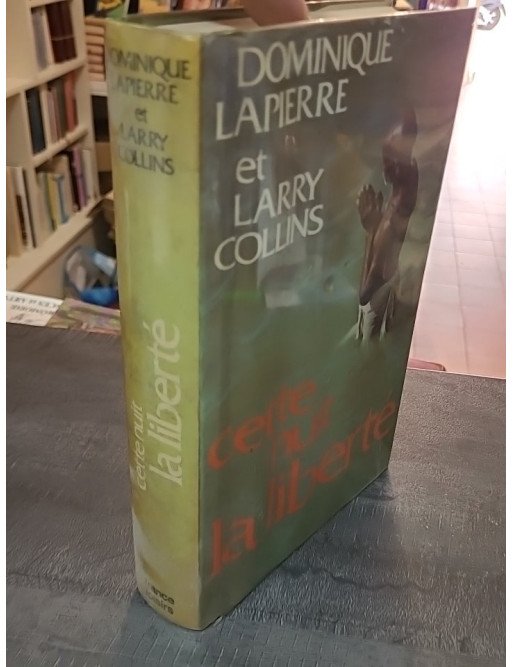 DOMINIQUE
LAPIERRE
et
LARRY
COLLINS
cette nuit
la liberté
DOMINIQUE
LAPIERRE
et
LARRY
COLLINS
cette
nuit
la liberté